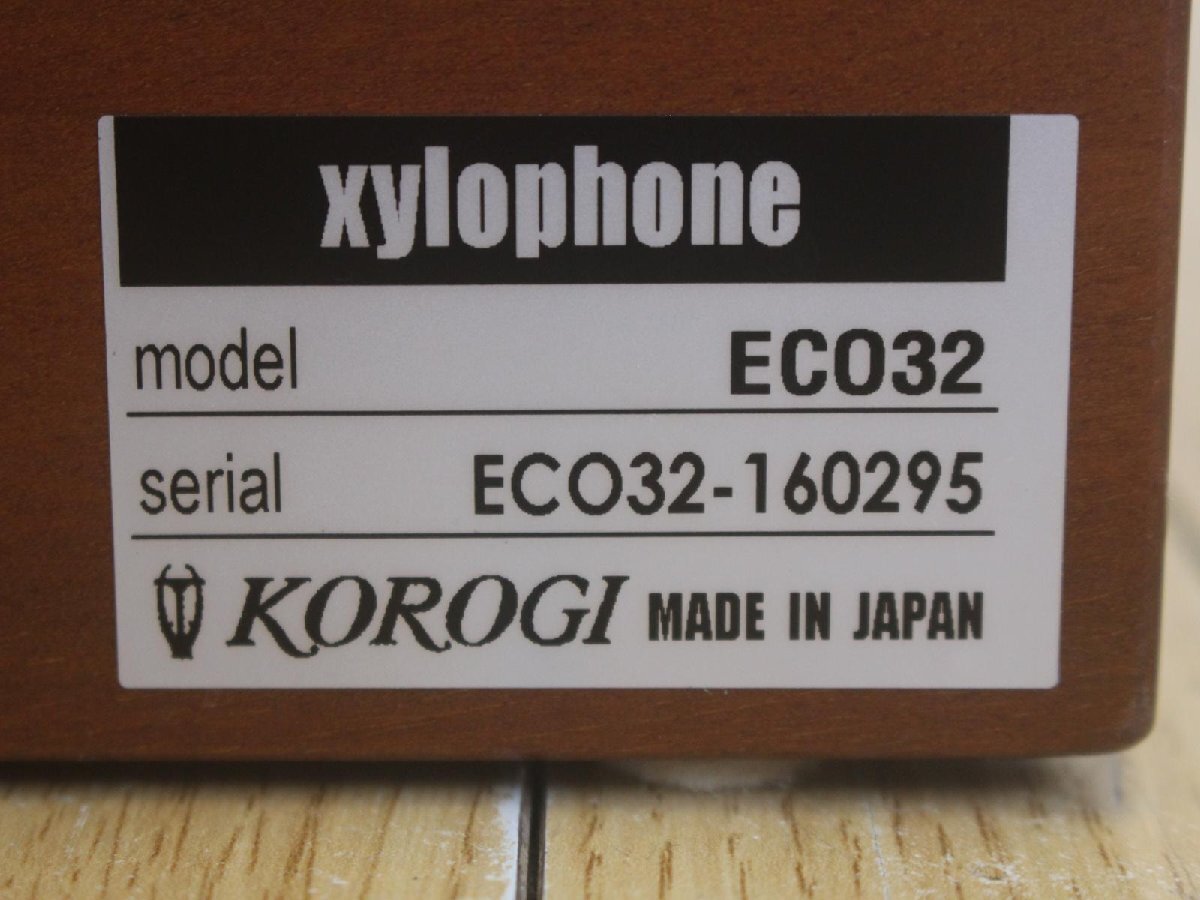 xylophone
model ECO32
serial ECO32-160295
KOROGI MADE IN JAPAN